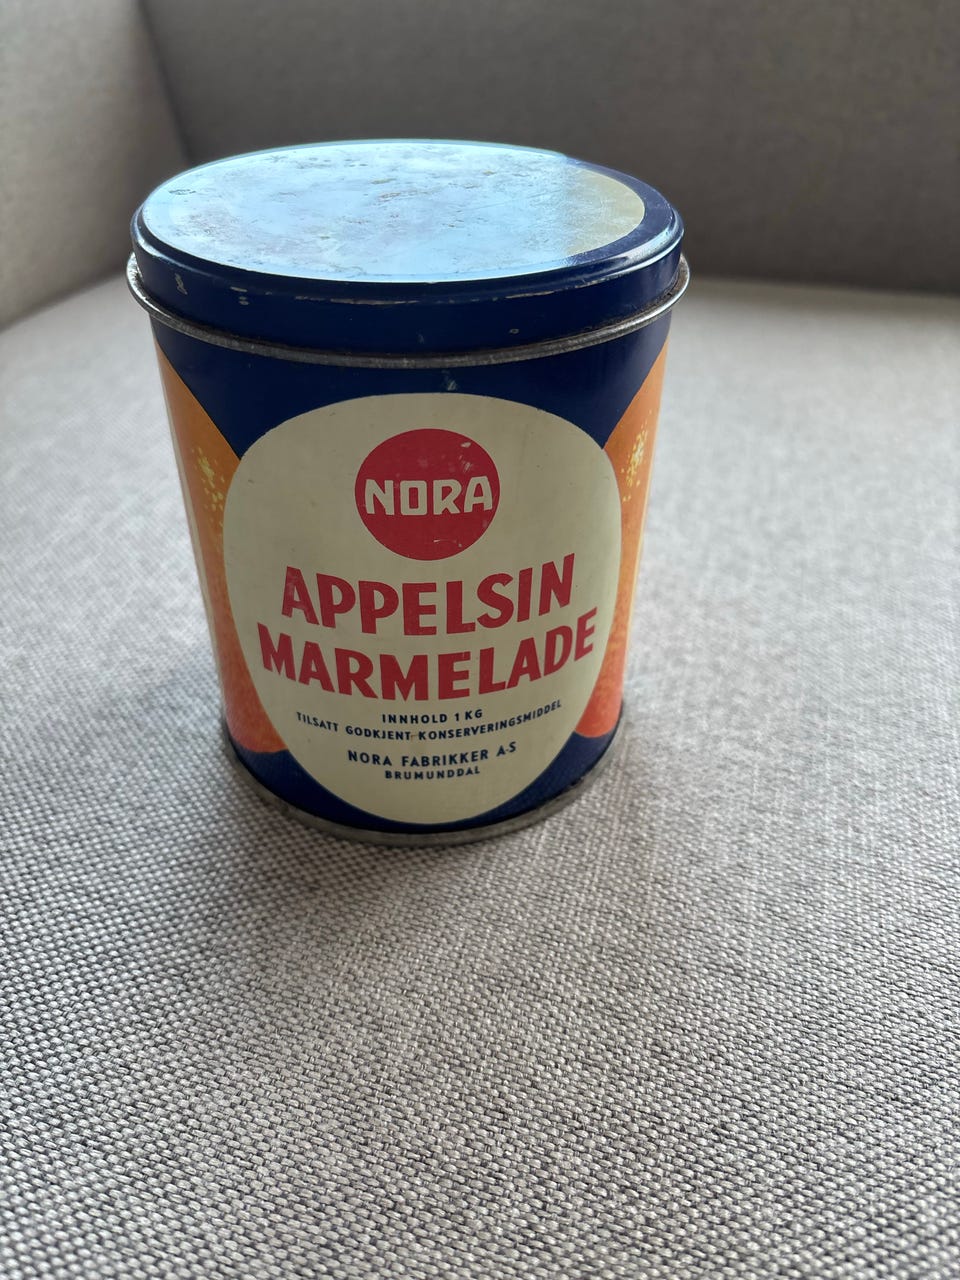 NORA
APPELSIN
MARMELADE
INNHOLD 1 KG
TILSATT GODKJENT KONSERVERINGSMIDDEL
NORA FABRIKKER A-S
BRUMUNDDAL